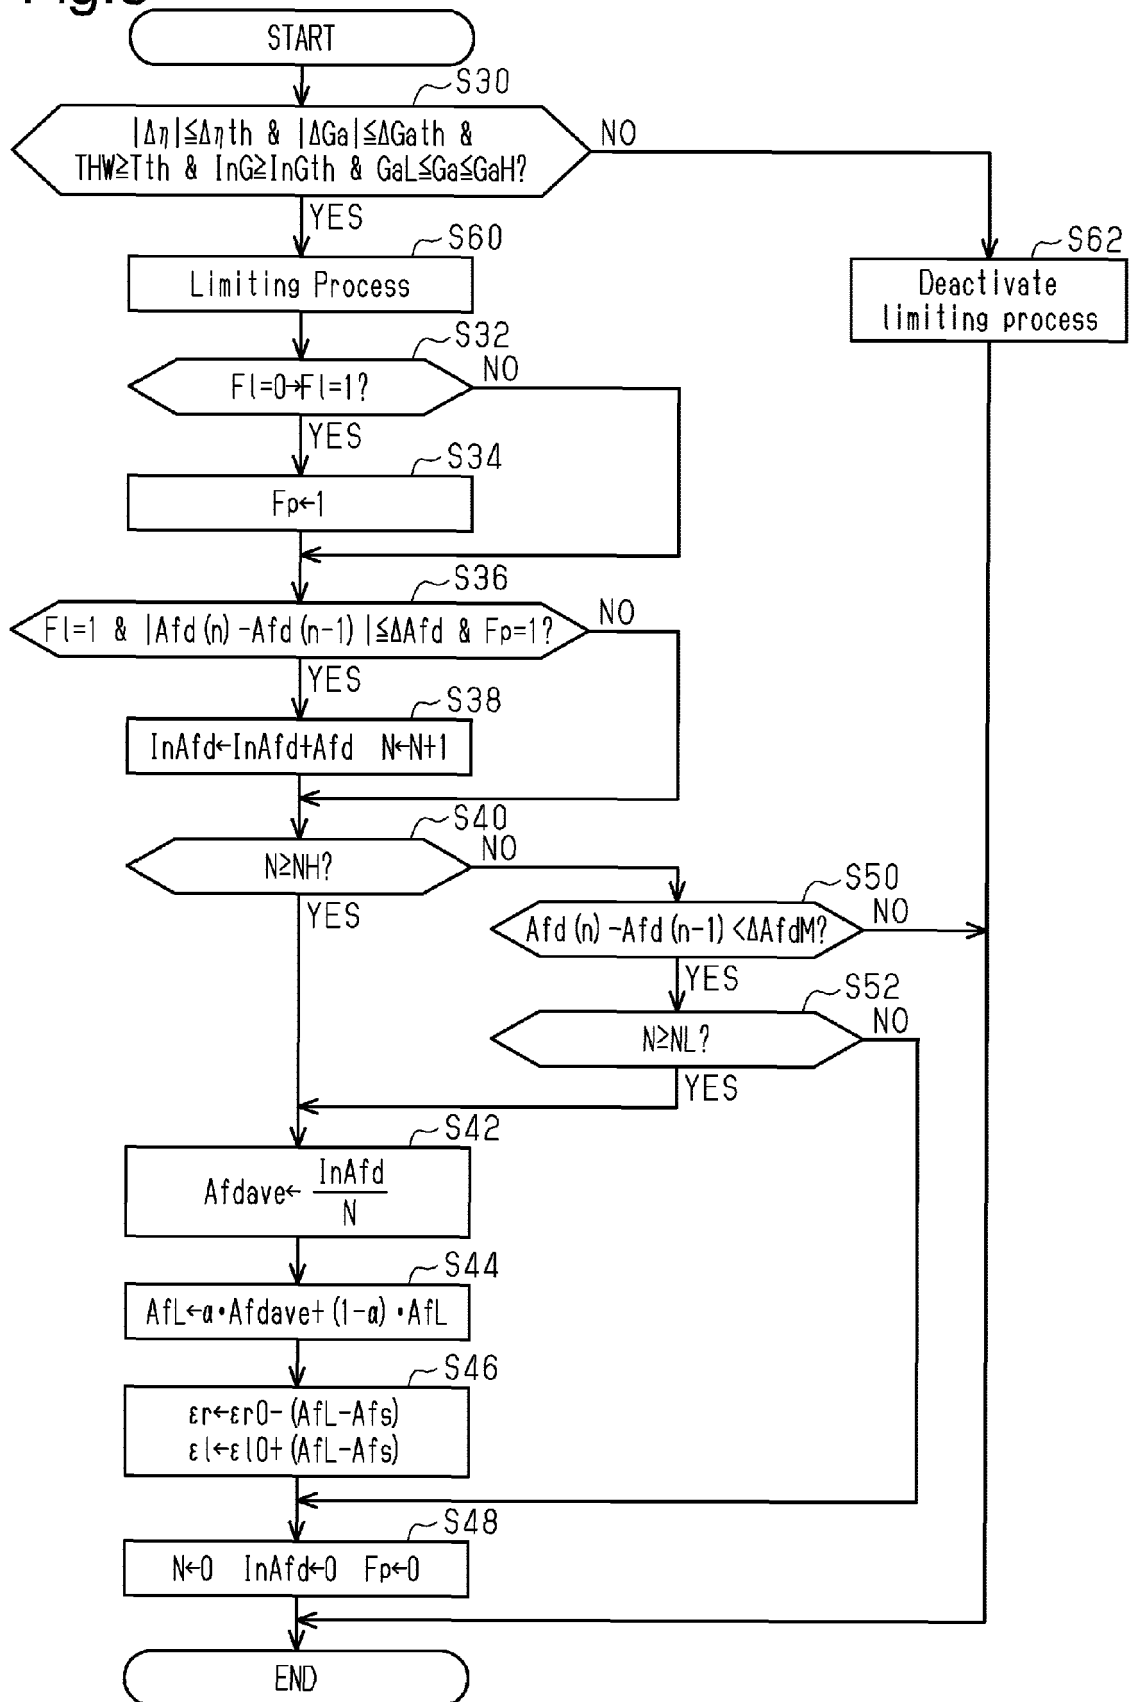 START
S30
|Δη|≦Δηth & |ΔGa|≦ΔGath &
THW≧Tth & InG≧InGth & GaL≦Ga≦GaH?
NO
YES
S60
Limiting Process
S62
Deactivate
limiting process
S32
Fl=0→Fl=1?
NO
YES
S34
Fp←1
S36
Fl=1 & |Afd(n)-Afd(n-1)|≦ΔAfd & Fp=1?
NO
YES
S38
InAfd←InAfd+Afd N←N+1
S40
N≧NH?
NO
YES
S50
Afd(n)-Afd(n-1)<ΔAfdM?
NO
YES
S52
N≧NL?
NO
YES
S42
Afdave← InAfd
N
S44
AfL←α•Afdave+(1-α)•AfL
S46
εr←εr0-(AfL-Afs)
εl←εl0+(AfL-Afs)
S48
N←0 InAfd←0 Fp←0
END